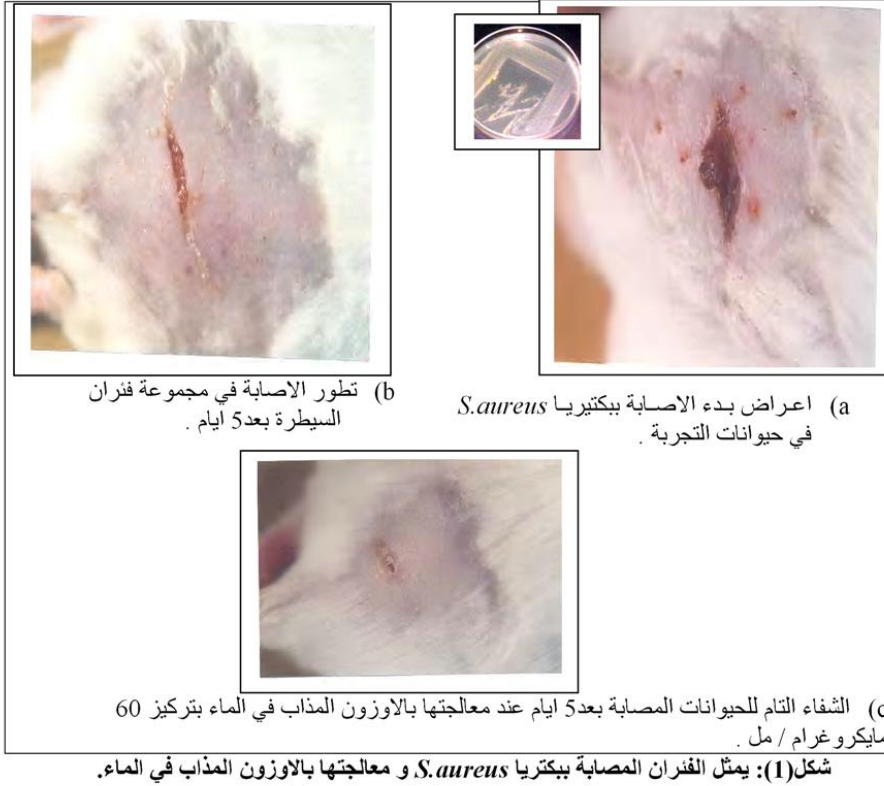 a) اعراض بدء الاصابة ببكتيريا S.aureus
في حيوانات التجربة .
b) تطور الاصابة في مجموعة فئران
السيطرة بعد5 ايام .
c) الشفاء التام للحيوانات المصابة بعد5 ايام عند معالجتها بالاوزون المذاب في الماء بتركيز 60
مايكروغرام / مل .
شكل(1): يمثل الفئران المصابة ببكتريا S.aureus و معالجتها بالاوزون المذاب في الماء.